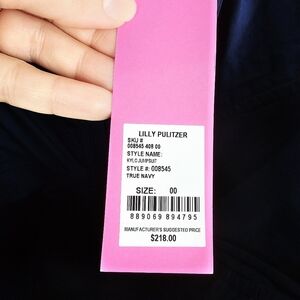 LILLY PULITZER
SKU #
008545 408 00
STYLE NAME:
KYLO JUMPSUIT
STYLE #: 008545
TRUE NAVY
SIZE: 00
889069 894795
MANUFACTURER'S SUGGESTED PRICE
$218.00